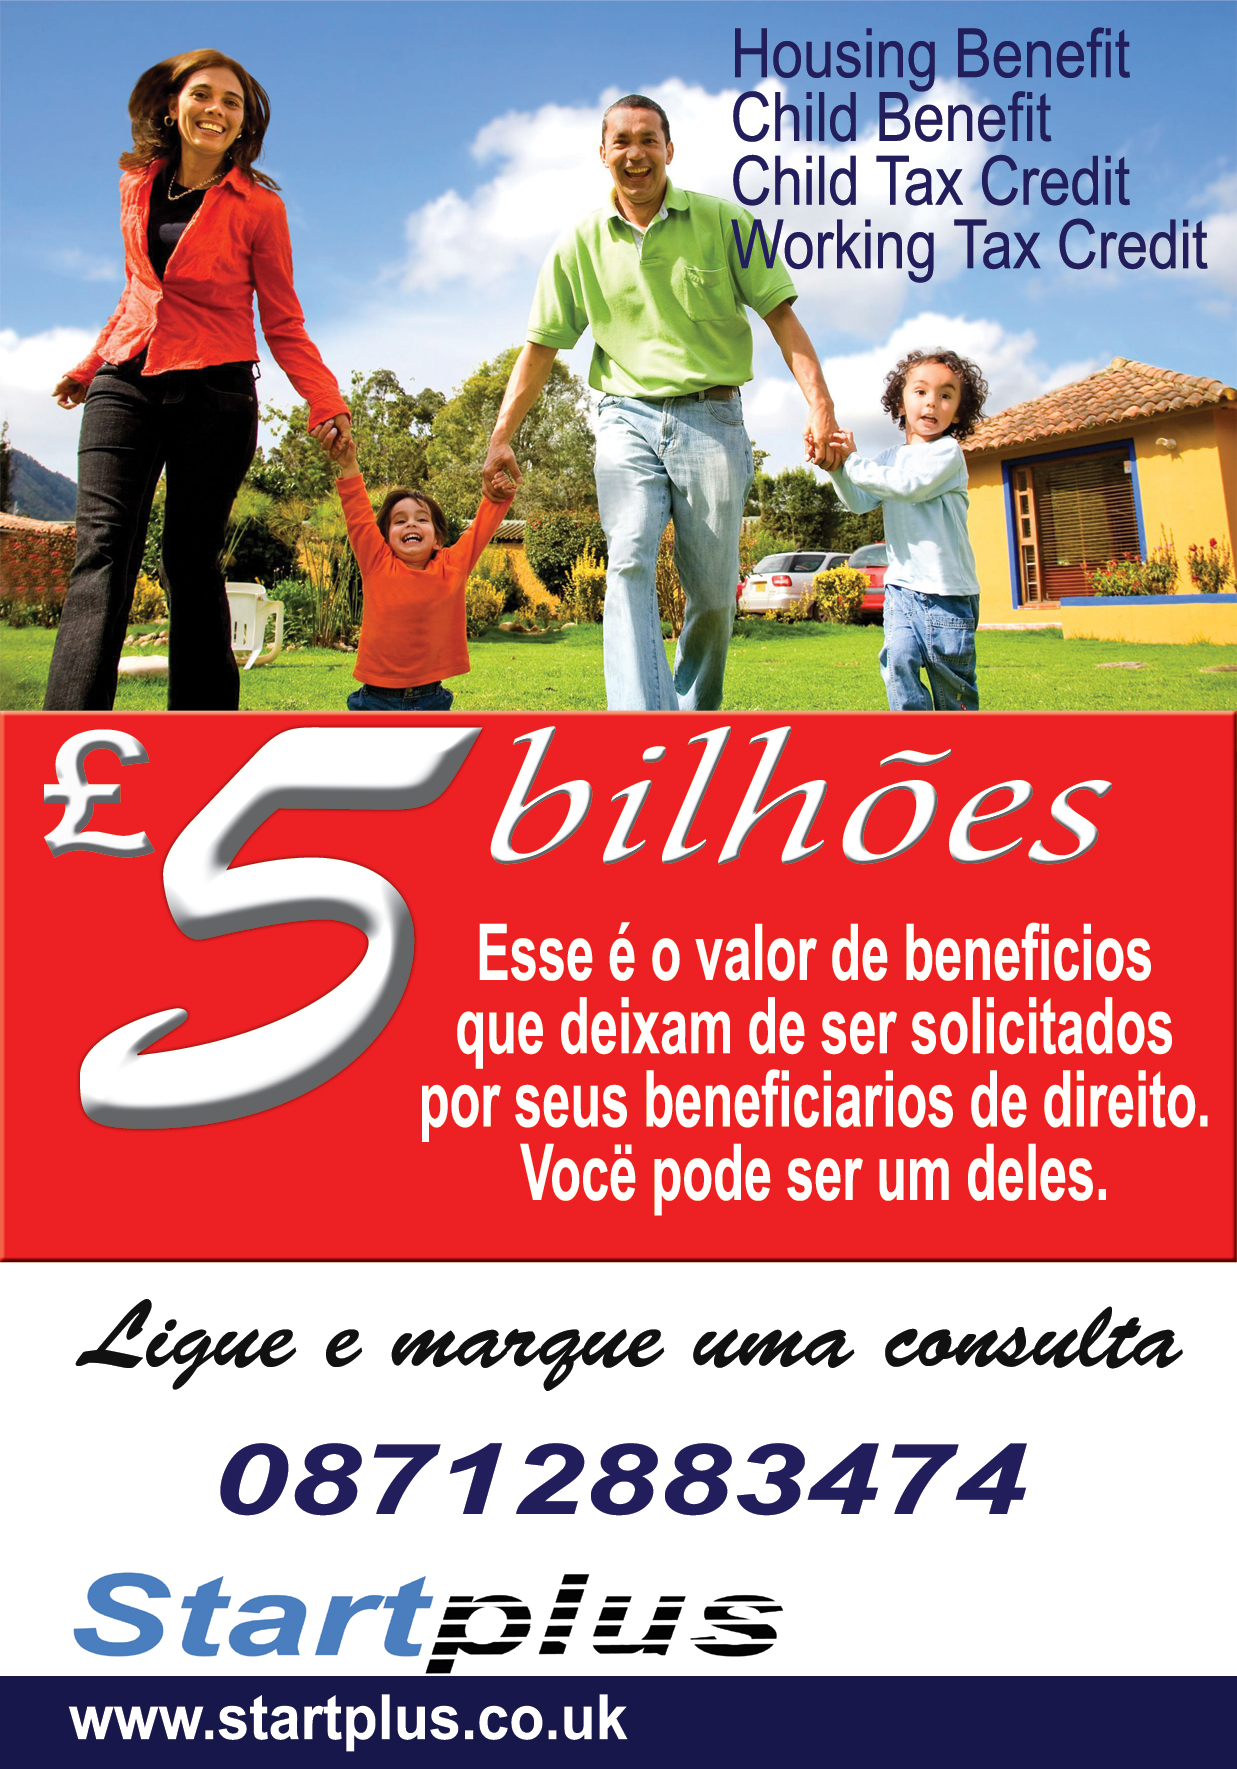 Housing Benefit
Child Benefit
Child Tax Credit
Working Tax Credit
£5 bilhões
Esse é o valor de beneficios
que deixam de ser solicitados
por seus beneficiarios de direito.
Vocë pode ser um deles.
Ligue e marque uma consulta
08712883474
Startplus
www.startplus.co.uk